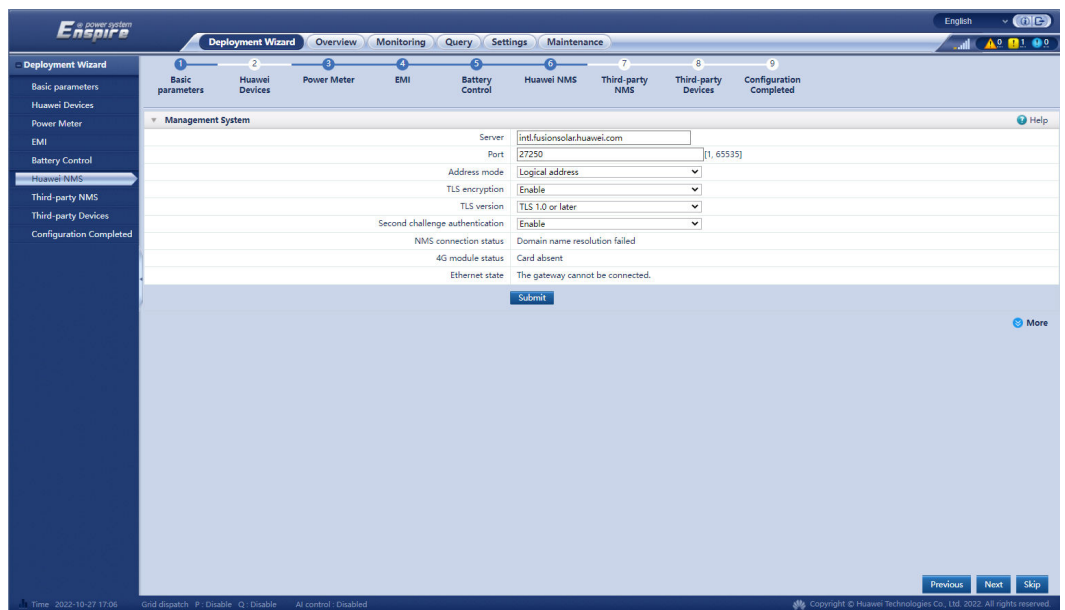 Enspire
@ power system
English
Deployment Wizard Overview Monitoring Query Settings Maintenance
0 1 0
Deployment Wizard
Basic parameters
Huawei Devices
Power Meter
EMI
Battery Control
Huawei NMS
Third-party NMS
Third-party Devices
Configuration Completed
1 2 3 4 5 6 7 8 9
Basic parameters
Huawei Devices
Power Meter
EMI
Battery Control
Huawei NMS
Third-party NMS
Third-party Devices
Configuration Completed
Management System Help
Server intl.fusionsolar.huawei.com
Port 27250 [1, 65535]
Address mode Logical address
TLS encryption Enable
TLS version TLS 1.0 or later
Second challenge authentication Enable
NMS connection status Domain name resolution failed
4G module status Card absent
Ethernet state The gateway cannot be connected.
Submit
More
Previous Next Skip
Time 2022-10-27 17:06 Grid dispatch P : Disable Q : Disable AI control : Disabled Copyright © Huawei Technologies Co., Ltd. 2022. All rights reserved.